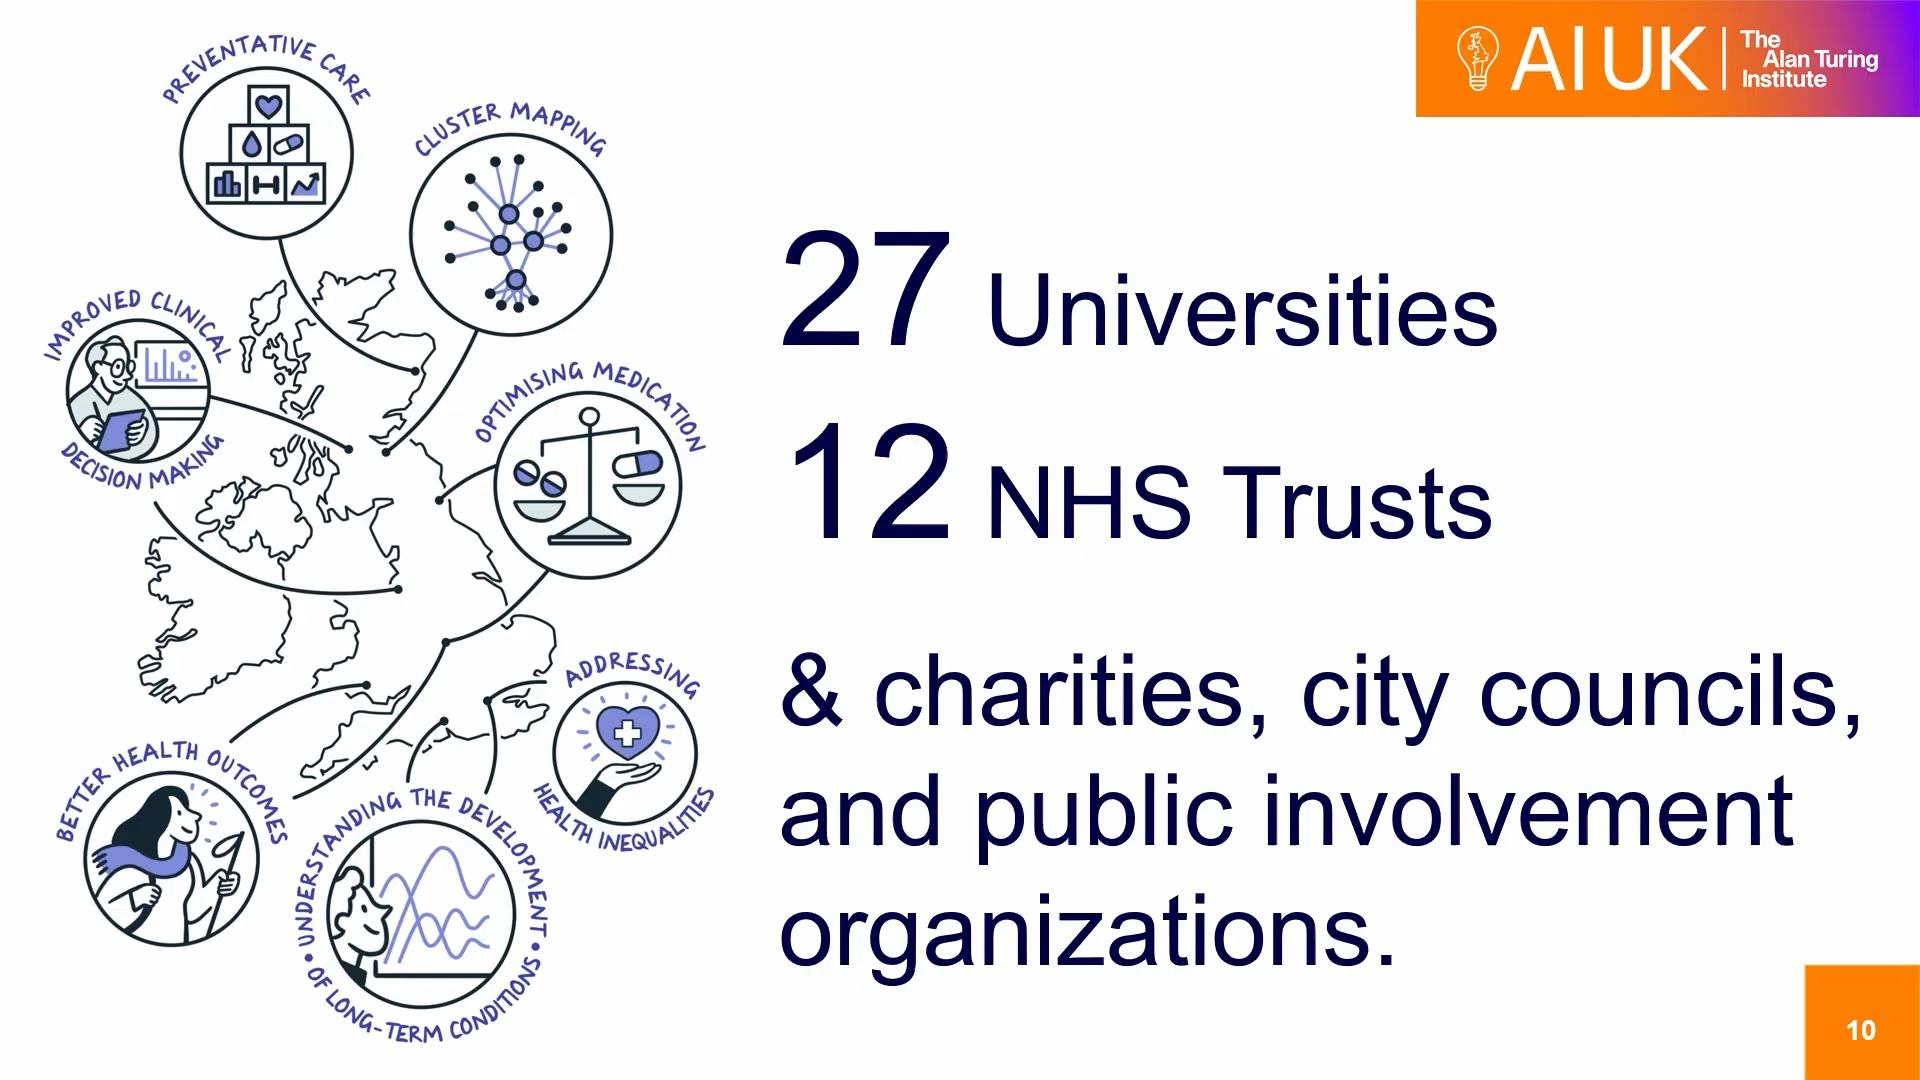 PREVENTATIVE CARE
CLUSTER MAPPING
IMPROVED CLINICAL
DECISION MAKING
OPTIMISING MEDICATION
ADDRESSING
HEALTH INEQUALITIES
BETTER HEALTH OUTCOMES
• UNDERSTANDING THE DEVELOPMENT •
OF LONG-TERM CONDITIONS
AI UK
The
Alan Turing
Institute
27 Universities
12 NHS Trusts
& charities, city councils,
and public involvement
organizations.
10